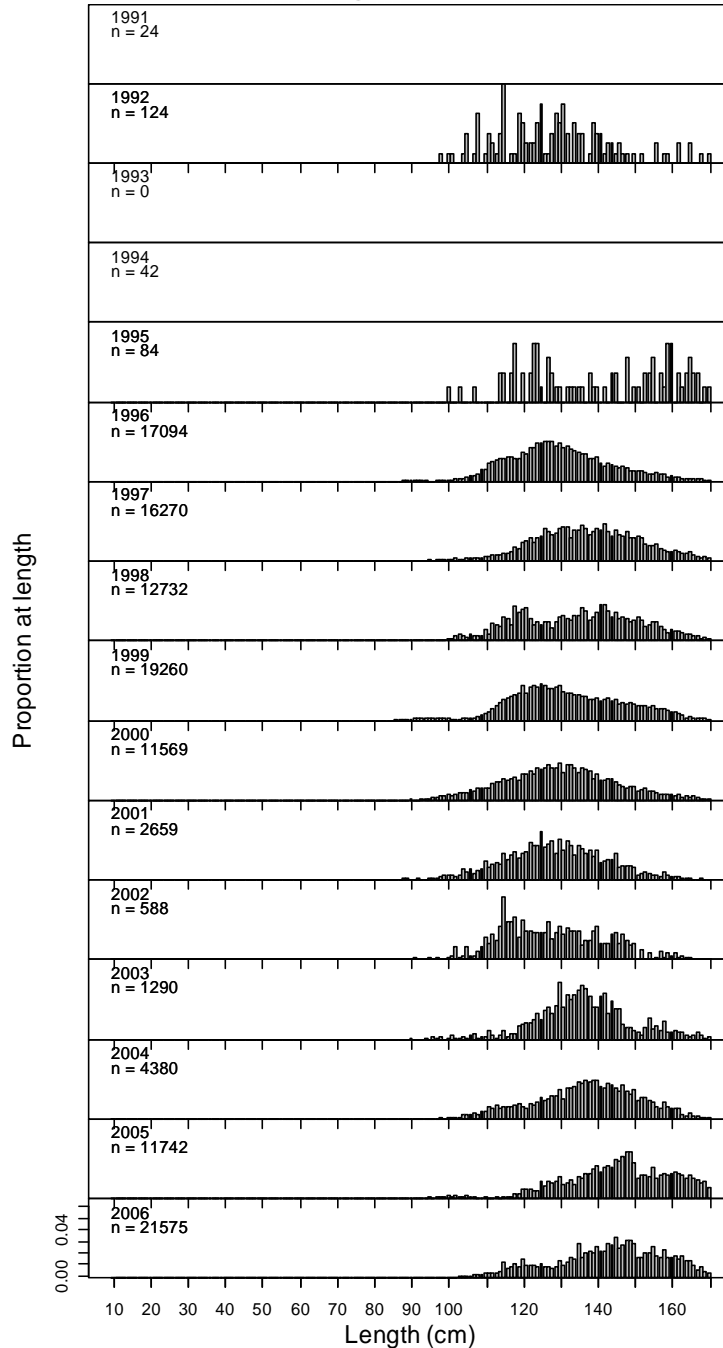 1991
n = 24
1992
n = 124
1993
n = 0
1994
n = 42
1995
n = 84
1996
n = 17094
1997
n = 16270
1998
n = 12732
1999
n = 19260
2000
n = 11569
2001
n = 2659
2002
n = 588
2003
n = 1290
2004
n = 4380
2005
n = 11742
2006
n = 21575
Proportion at length
0.00 0.04
10 20 30 40 50 60 70 80 90 100 120 140 160
Length (cm)